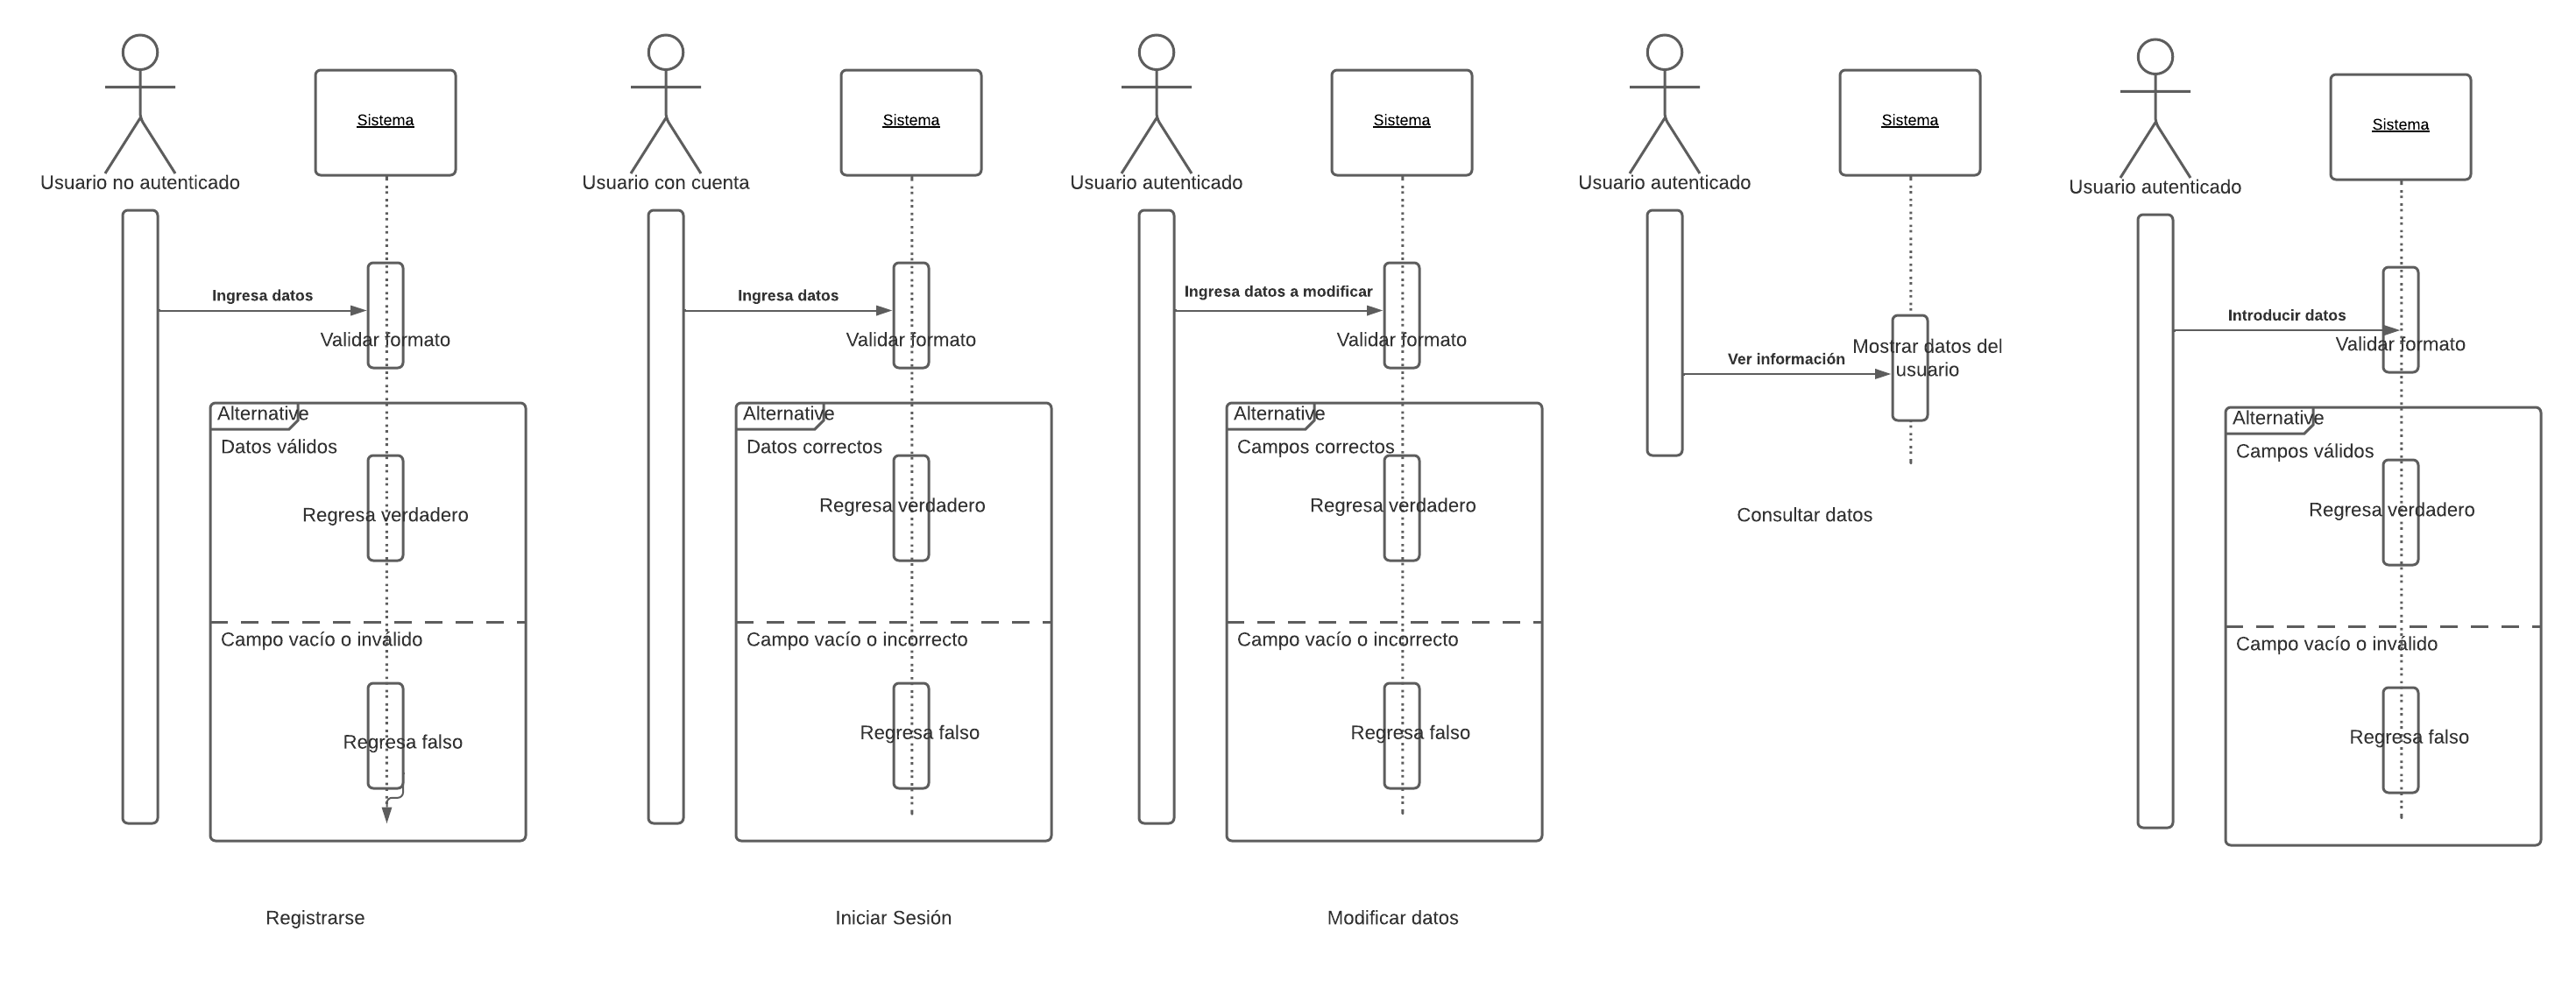 Sistema
Usuario no autenticado
Ingresa datos
Validar formato
Alternative
Datos válidos
Regresa verdadero
Campo vacío o inválido
Regresa falso
Registrarse
Sistema
Usuario con cuenta
Ingresa datos
Validar formato
Alternative
Datos correctos
Regresa verdadero
Campo vacío o incorrecto
Regresa falso
Iniciar Sesión
Sistema
Usuario autenticado
Ingresa datos a modificar
Validar formato
Alternative
Campos correctos
Regresa verdadero
Campo vacío o incorrecto
Regresa falso
Modificar datos
Sistema
Usuario autenticado
Mostrar datos del
usuario
Ver información
Consultar datos
Sistema
Usuario autenticado
Introducir datos
Validar formato
Alternative
Campos válidos
Regresa verdadero
Campo vacío o inválido
Regresa falso